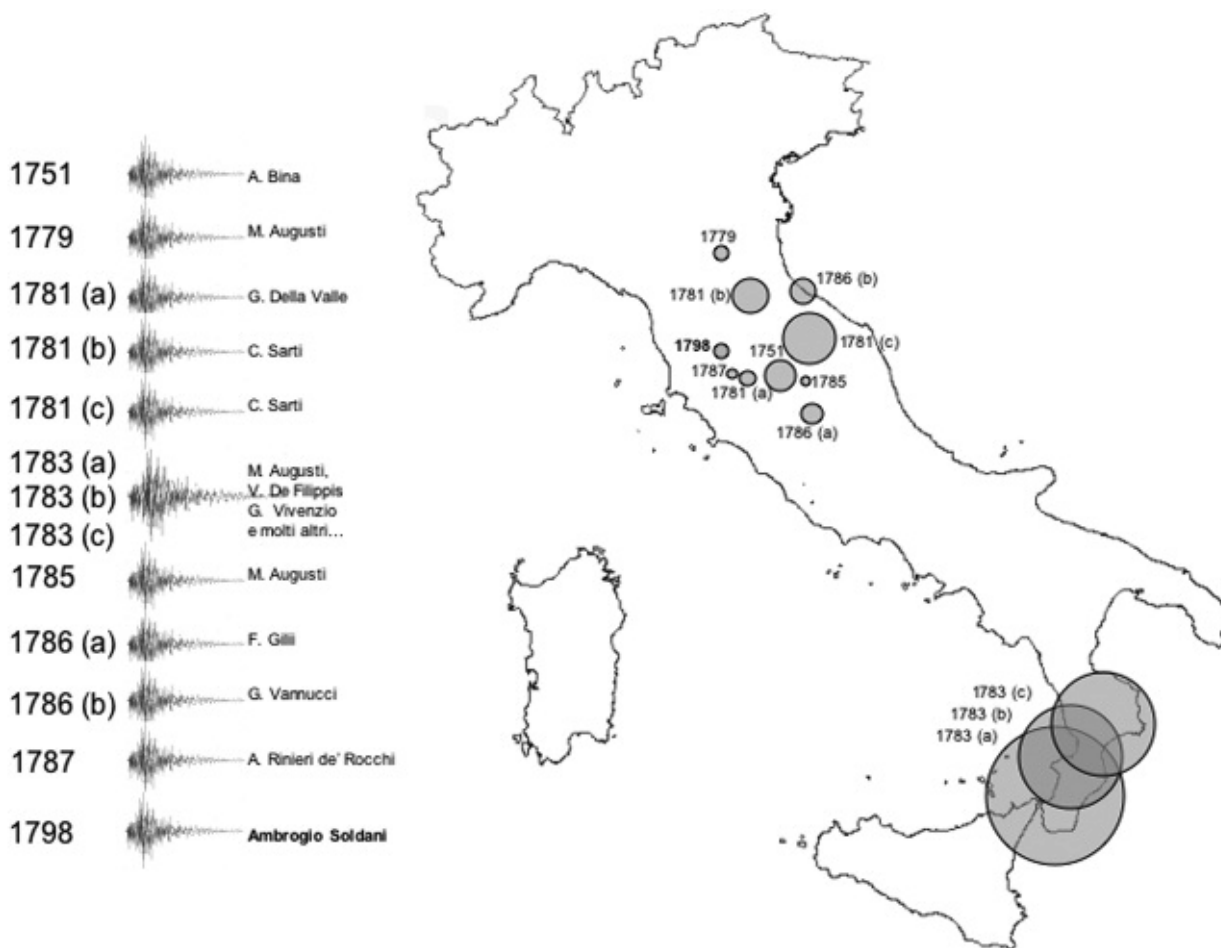 1751
A. Bina
1779
M. Augusti
1781 (a)
G. Della Valle
1781 (b)
C. Sarti
1781 (c)
C. Sarti
1783 (a)
1783 (b)
1783 (c)
M. Augusti,
V. De Filippis
G. Vivenzio
e molti altri...
1785
M. Augusti
1786 (a)
F. Gilii
1786 (b)
G. Vannucci
1787
A. Rinieri de' Rocchi
1798
Ambrogio Soldani
1779
1786 (b)
1781 (b)
1781 (c)
1798
1751
1787
1785
1781 (a)
1786 (a)
1783 (c)
1783 (b)
1783 (a)